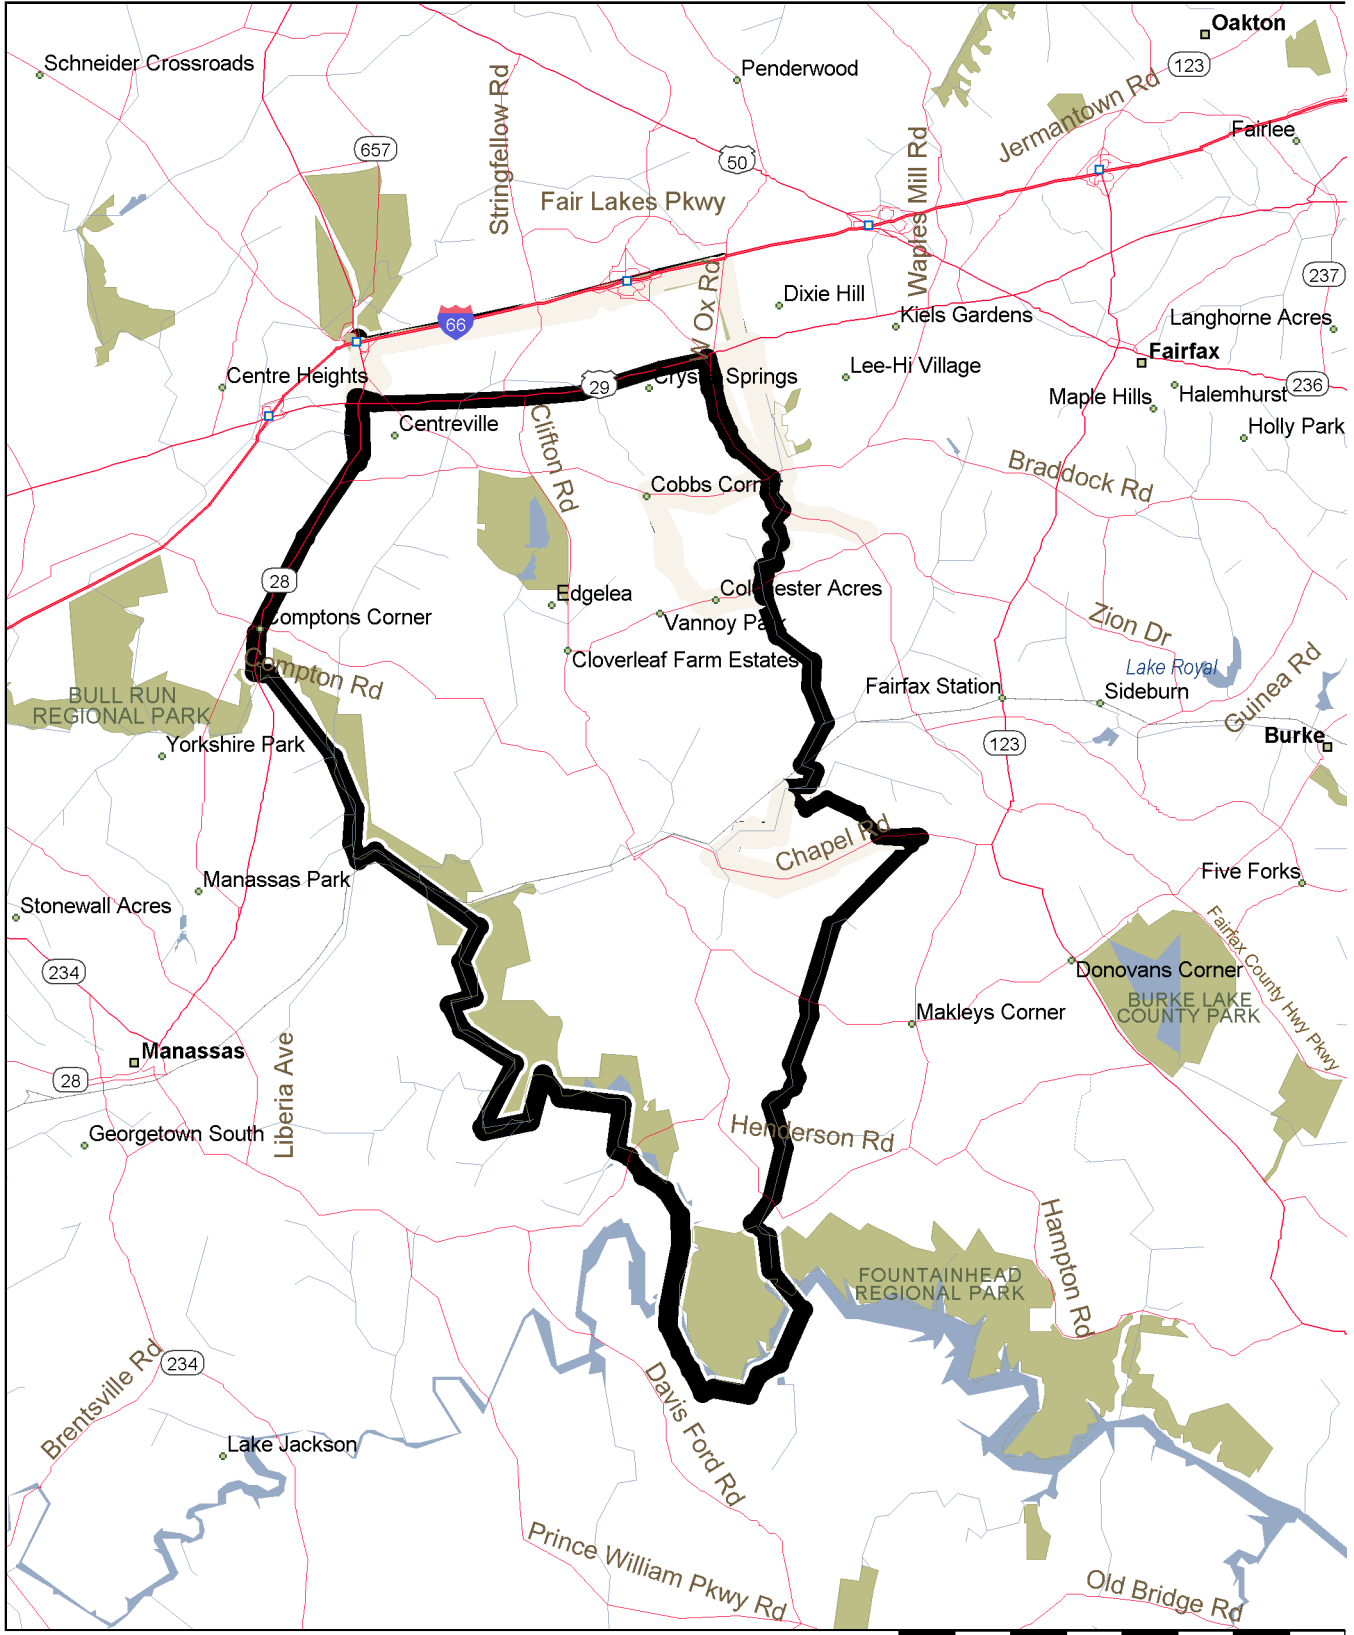 Oakton
Schneider Crossroads
Penderwood
123
Stringfellow Rd
Jermantown Rd
Fairlee
657
50
Waples Mill Rd
Fair Lakes Pkwy
237
W Ox Rd
Dixie Hill
66
Kiels Gardens
Langhorne Acres
Fairfax
Centre Heights
29
Springs
Lee-Hi Village
236
Maple Hills
Halemhurst
Centreville
Clifton Rd
Holly Park
Braddock Rd
Cobbs
28
Edgelea
Acres
Comptons Corner
Vannoy
Zion Dr
Compton Rd
Cloverleaf Farm Estates
Lake Royal
Guinea Rd
BULL RUN
REGIONAL PARK
Fairfax Station
Sideburn
Yorkshire Park
123
Burke
Chapel Rd
Manassas Park
Five Forks
Stonewall Acres
Fairfax County Hwy Pkwy
234
Donovans Corner
BURKE LAKE
COUNTY PARK
Makleys Corner
Manassas
Liberia Ave
28
Georgetown South
Henderson Rd
Hampton Rd
FOUNTAINHEAD
REGIONAL PARK
Brentsville Rd
234
Davis Ford Rd
Lake Jackson
Prince William Pkwy Rd
Old Bridge Rd